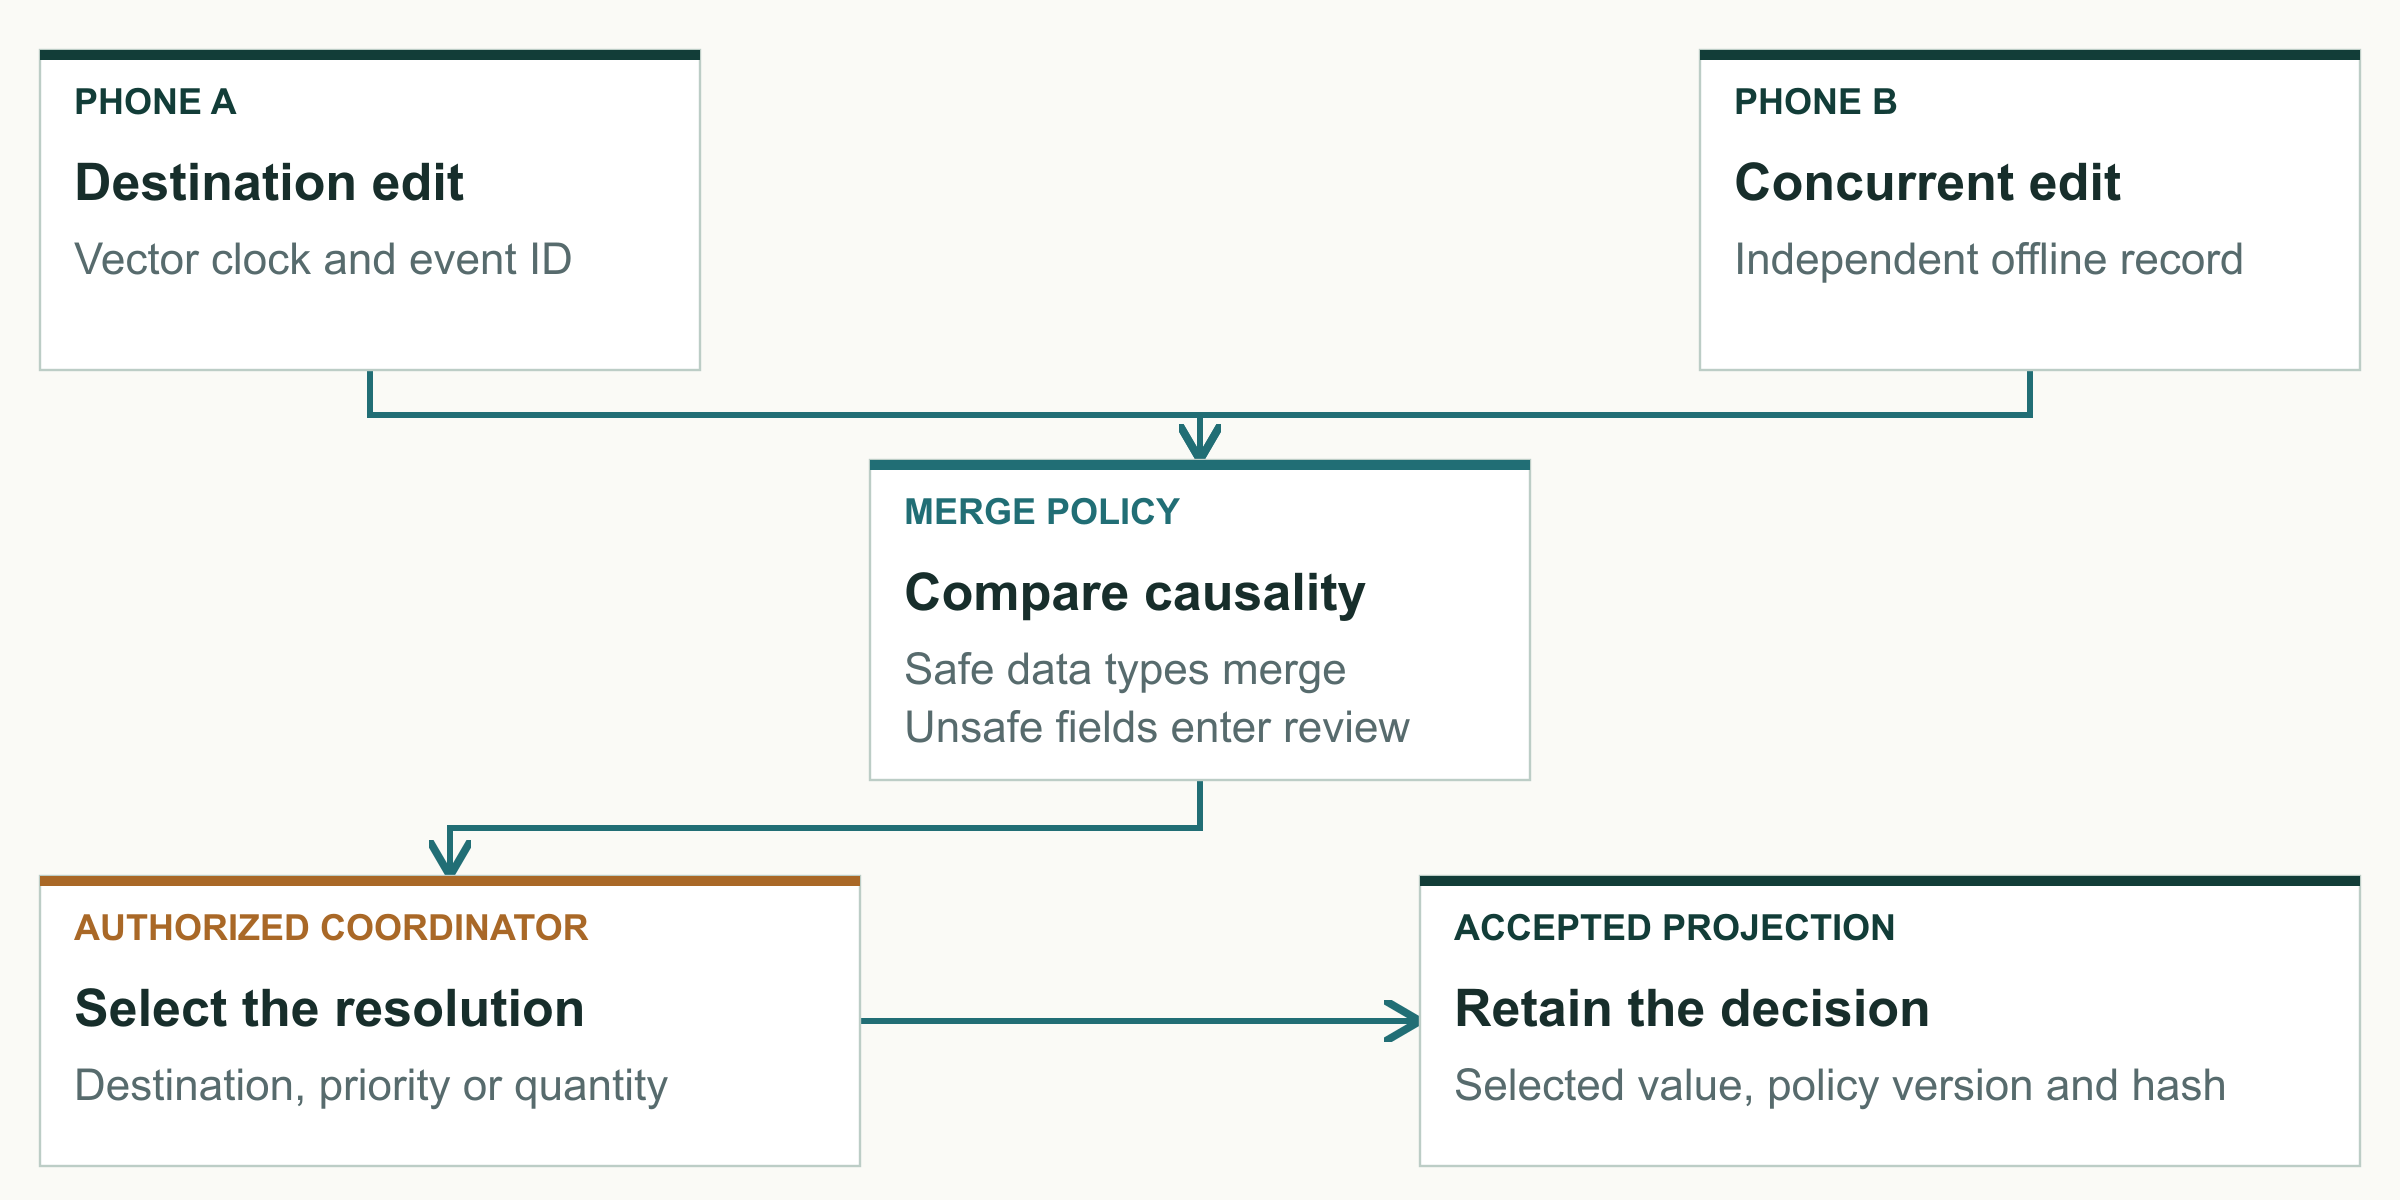 PHONE A
Destination edit
Vector clock and event ID
PHONE B
Concurrent edit
Independent offline record
MERGE POLICY
Compare causality
Safe data types merge
Unsafe fields enter review
AUTHORIZED COORDINATOR
Select the resolution
Destination, priority or quantity
ACCEPTED PROJECTION
Retain the decision
Selected value, policy version and hash